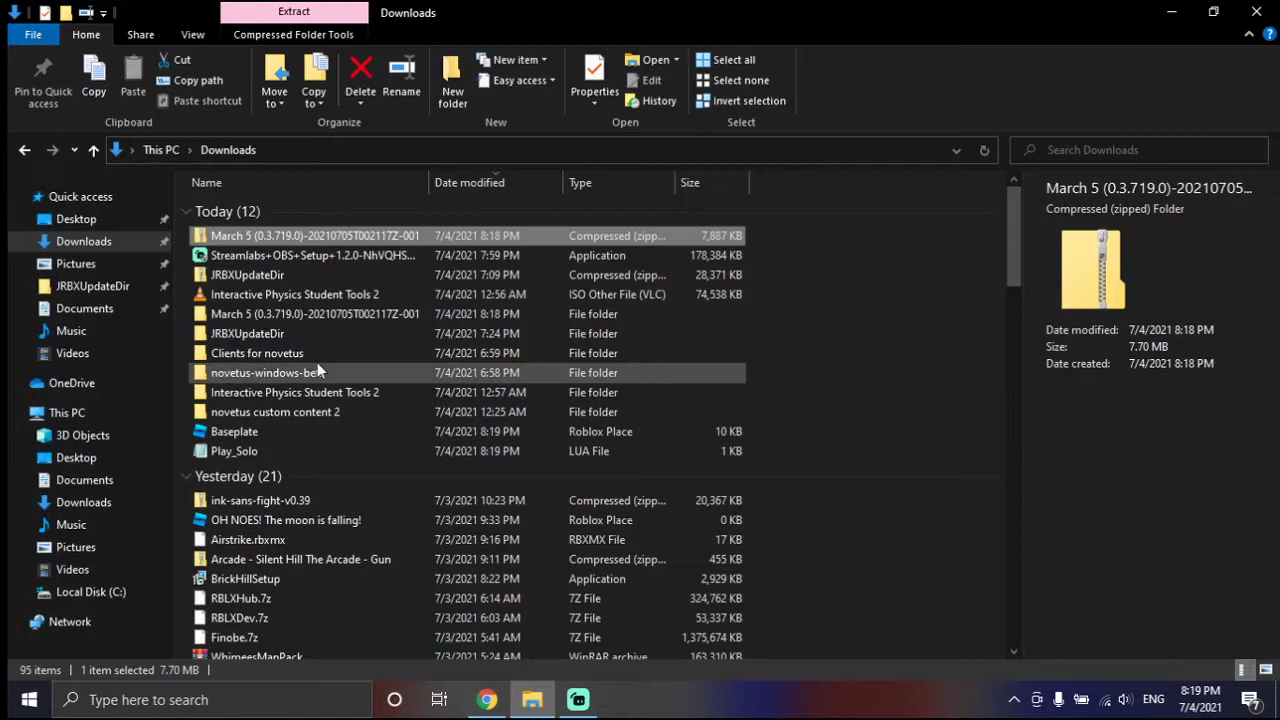 Extract
Downloads
File Home Share View Compressed Folder Tools
Pin to Quick access
Copy
Paste
Cut
Copy path
Paste shortcut
Clipboard
Move to
Copy to
Delete
Rename
Organize
New folder
New item
Easy access
New
Properties
Open
Edit
History
Open
Select all
Select none
Invert selection
Select
This PC Downloads
Search Downloads
Quick access
Desktop
Downloads
Pictures
JRBXUpdateDir
Documents
Music
Videos
OneDrive
This PC
3D Objects
Desktop
Documents
Downloads
Music
Pictures
Videos
Local Disk (C:)
Network
Name Date modified Type Size
Today (12)
March 5 (0.3.719.0)-20210705T002117Z-001 7/4/2021 8:18 PM Compressed (zipp... 7,887 KB
Streamlabs+OBS+Setup+1.2.0-NhVQHS... 7/4/2021 7:59 PM Application 178,384 KB
JRBXUpdateDir 7/4/2021 7:09 PM Compressed (zipp... 28,371 KB
Interactive Physics Student Tools 2 7/4/2021 12:56 AM ISO Other File (VLC) 74,538 KB
March 5 (0.3.719.0)-20210705T002117Z-001 7/4/2021 8:18 PM File folder
JRBXUpdateDir 7/4/2021 7:24 PM File folder
Clients for novetus 7/4/2021 6:59 PM File folder
novetus-windows-be 7/4/2021 6:58 PM File folder
Interactive Physics Student Tools 2 7/4/2021 12:57 AM File folder
novetus custom content 2 7/4/2021 12:25 AM File folder
Baseplate 7/4/2021 8:19 PM Roblox Place 10 KB
Play_Solo 7/4/2021 8:19 PM LUA File 1 KB
Yesterday (21)
ink-sans-fight-v0.39 7/3/2021 10:23 PM Compressed (zipp... 20,367 KB
OH NOES! The moon is falling! 7/3/2021 9:33 PM Roblox Place 0 KB
Airstrike.rbxmx 7/3/2021 9:16 PM RBXMX File 17 KB
Arcade - Silent Hill The Arcade - Gun 7/3/2021 9:11 PM Compressed (zipp... 455 KB
BrickHillSetup 7/3/2021 8:22 PM Application 2,929 KB
RBLXHub.7z 7/3/2021 6:14 AM 7Z File 324,762 KB
RBLXDev.7z 7/3/2021 6:03 AM 7Z File 53,337 KB
Finobe.7z 7/3/2021 5:41 AM 7Z File 1,375,674 KB
WhimeesMapPack 7/3/2021 5:24 AM WinRAR archive 163,310 KB
March 5 (0.3.719.0)-20210705...
Compressed (zipped) Folder
Date modified: 7/4/2021 8:18 PM
Size: 7.70 MB
Date created: 7/4/2021 8:18 PM
95 items 1 item selected 7.70 MB
Type here to search
ENG
8:19 PM
7/4/2021
7